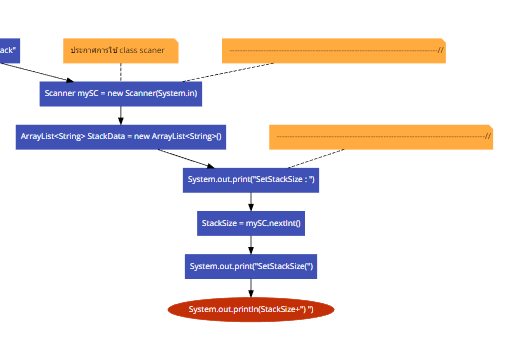 ack"
ประกาศการใช้ class scaner
--------------------------------------------------------------------------------//
Scanner mySC = new Scanner(System.in)
ArrayList<String> StackData = new ArrayList<String>()
--------------------------------------------------------------------------------//
System.out.print("SetStackSize : ")
StackSize = mySC.nextInt()
System.out.print("SetStackSize(")
System.out.println(StackSize+") ")